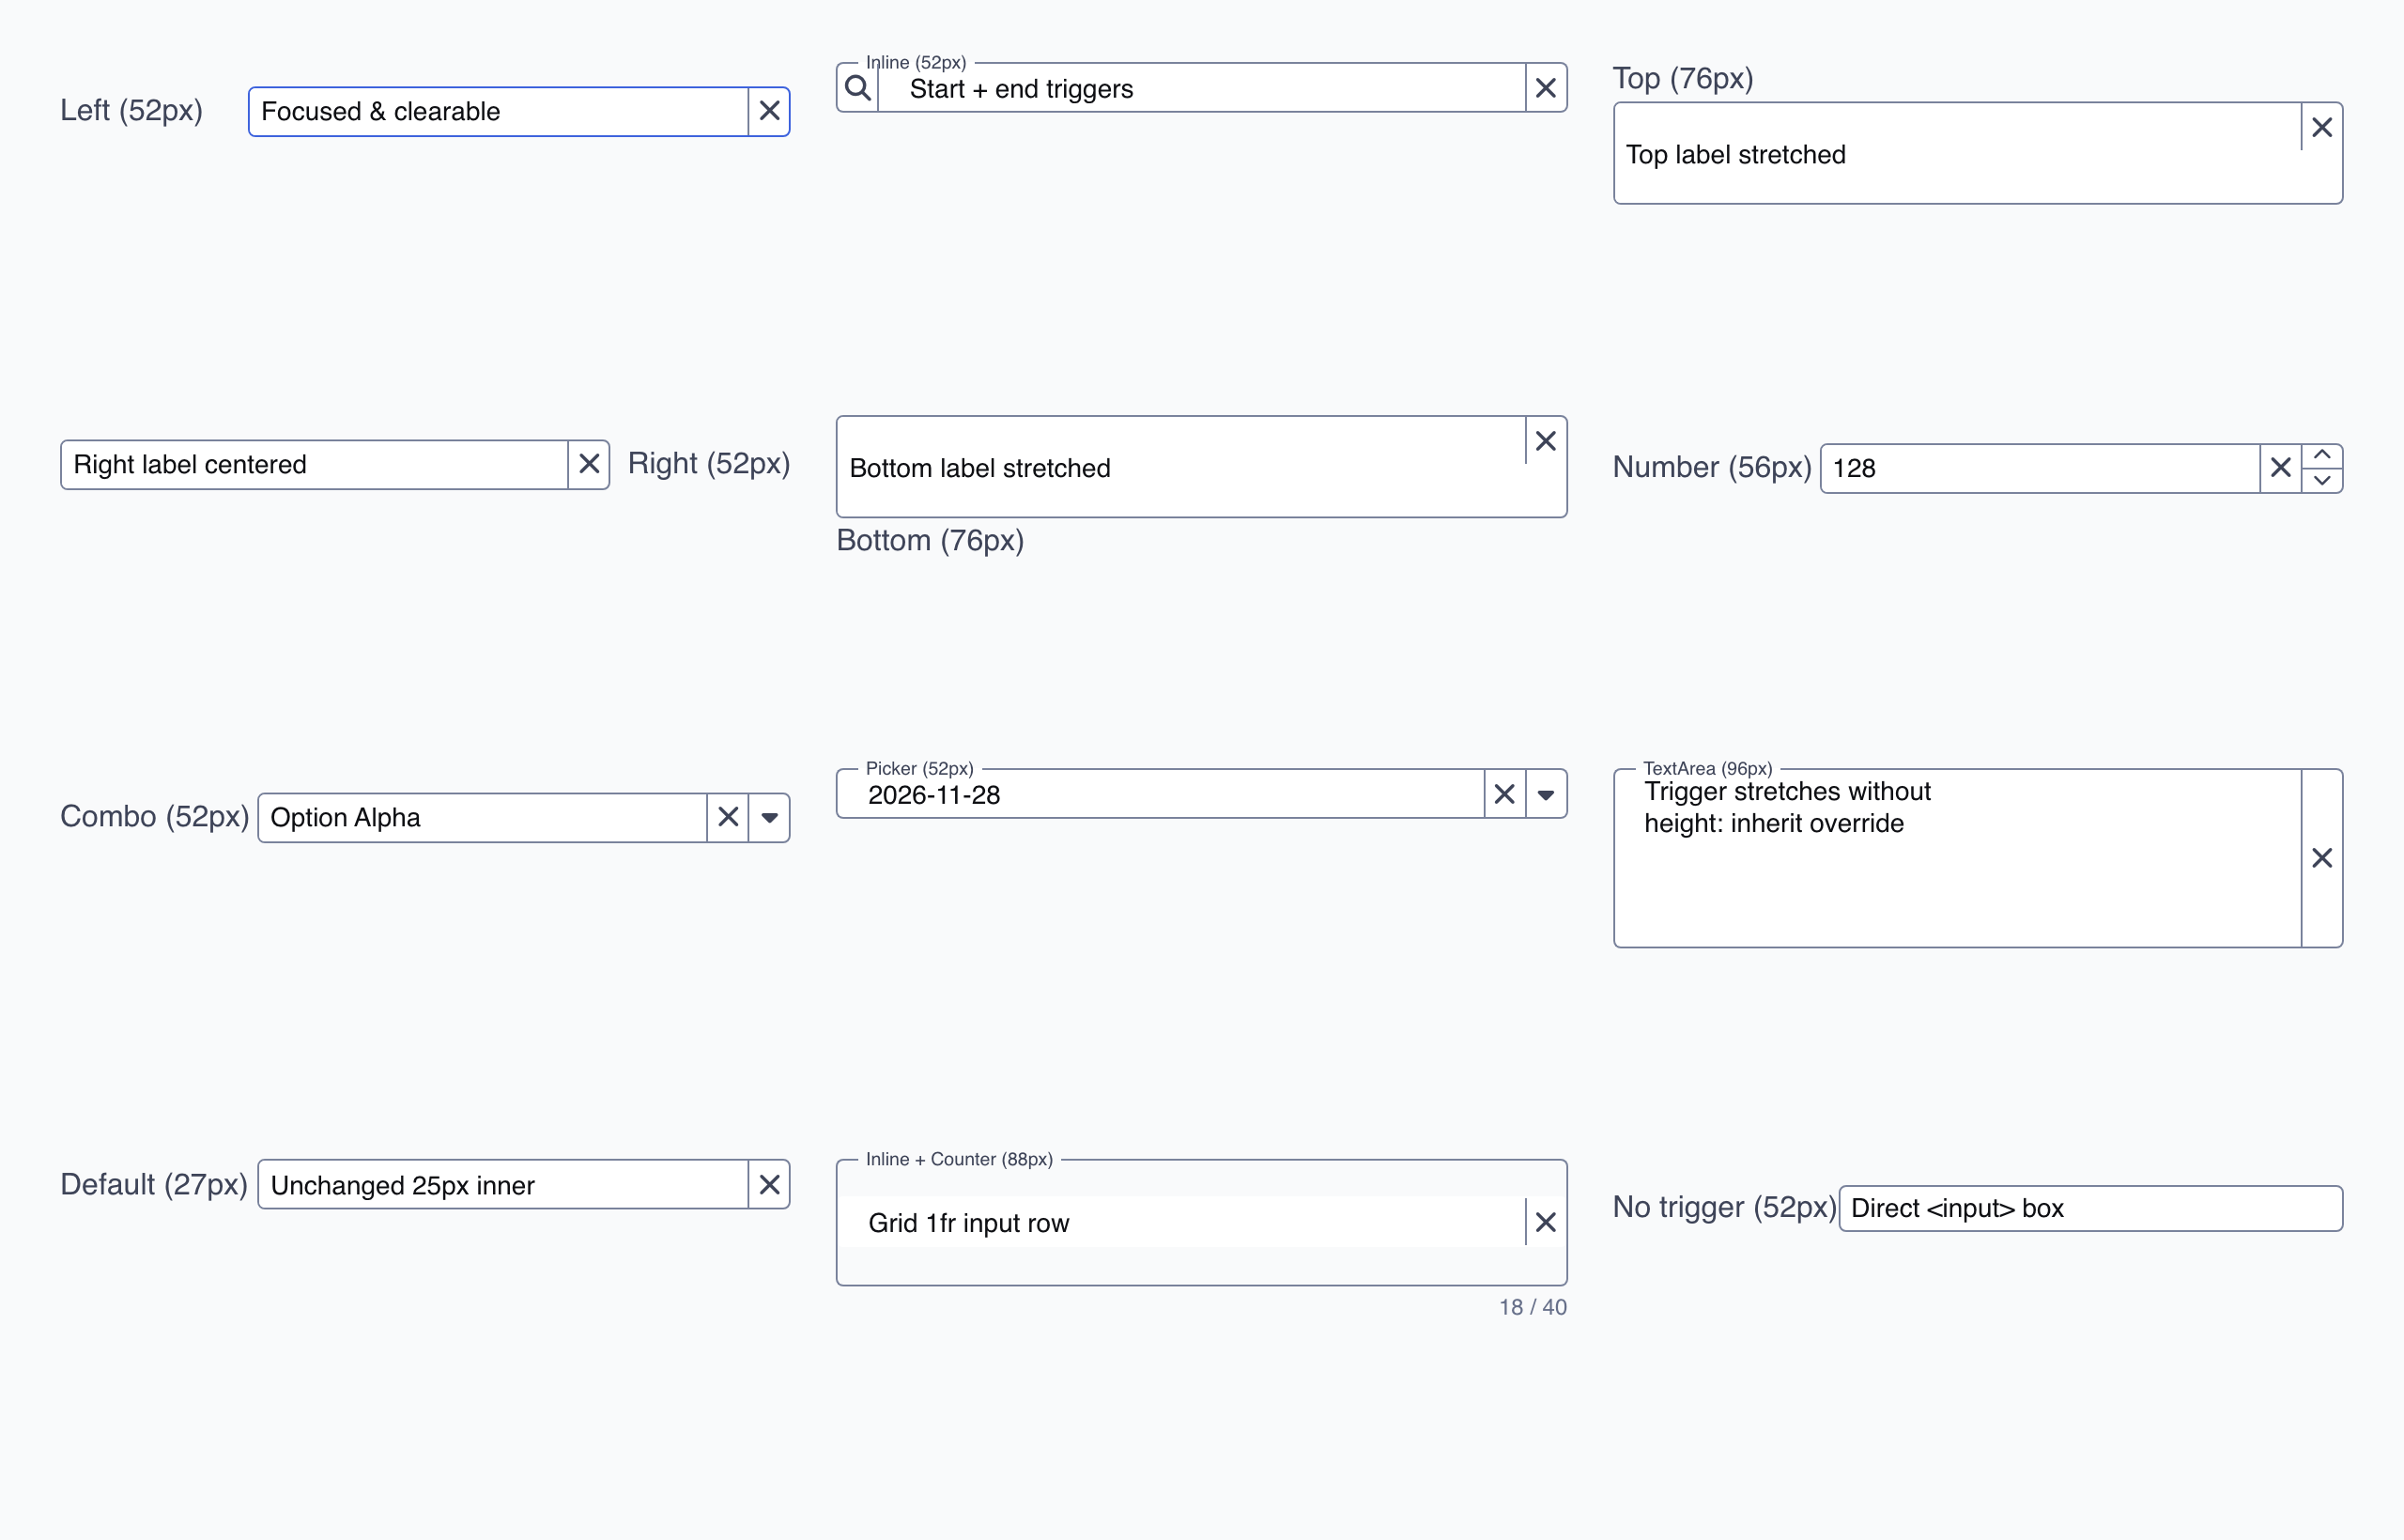 Left (52px)
Focused & clearable
Inline (52px)
Start + end triggers
Top (76px)
Top label stretched
Right label centered
Right (52px)
Bottom label stretched
Bottom (76px)
Number (56px)
128
Combo (52px)
Option Alpha
Picker (52px)
2026-11-28
TextArea (96px)
Trigger stretches without
height: inherit override
Default (27px)
Unchanged 25px inner
Inline + Counter (88px)
Grid 1fr input row
18 / 40
No trigger (52px)
Direct <input> box